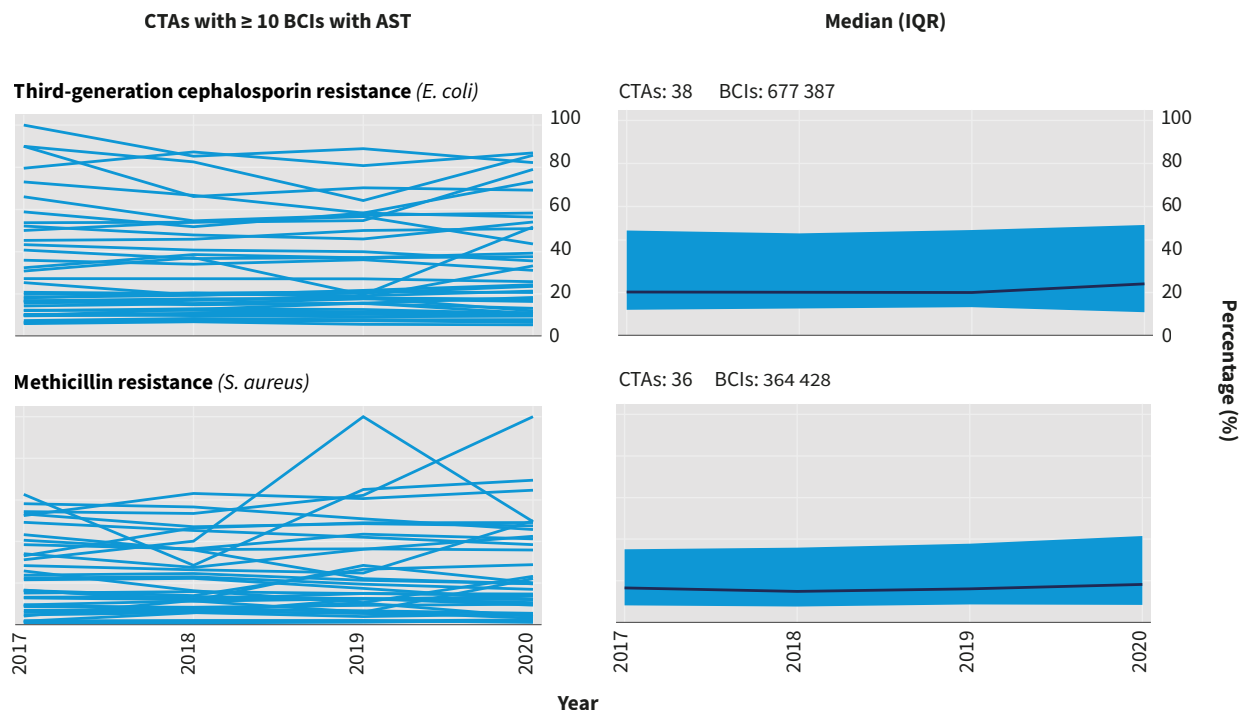 CTAs with ≥ 10 BCIs with AST
Median (IQR)
Third-generation cephalosporin resistance (E. coli)
CTAs: 38 BCIs: 677 387
100
80
60
40
20
0
100
80
60
40
20
0
Percentage (%)
Methicillin resistance (S. aureus)
CTAs: 36 BCIs: 364 428
2017
2018
2019
2020
2017
2018
2019
2020
Year